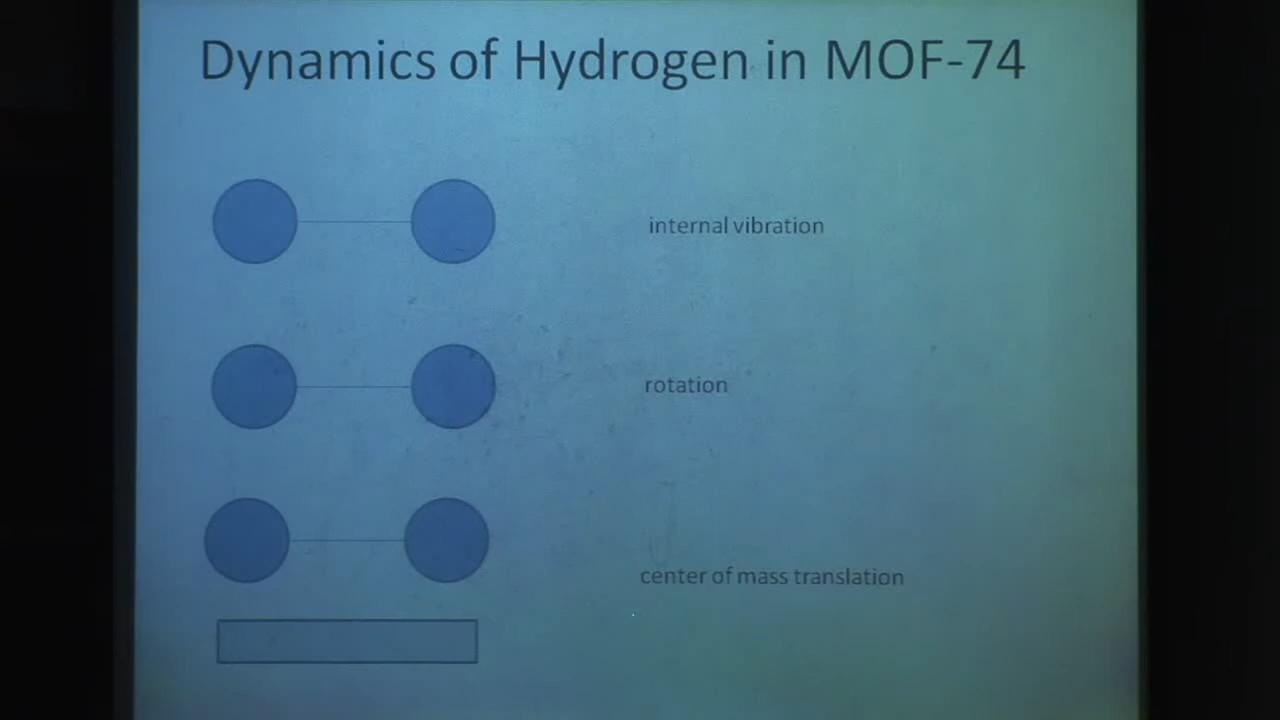 Dynamics of Hydrogen in MOF-74
internal vibration
rotation
center of mass translation